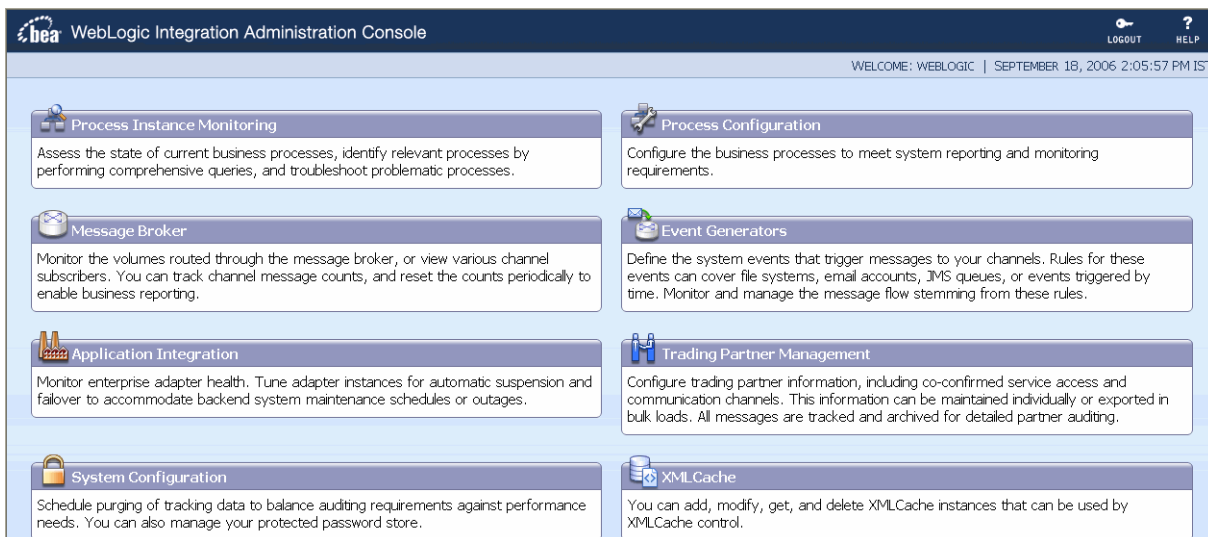 bea WebLogic Integration Administration Console
LOGOUT
?
HELP
WELCOME: WEBLOGIC | SEPTEMBER 18, 2006 2:05:57 PM IS
Process Instance Monitoring
Assess the state of current business processes, identify relevant processes by
performing comprehensive queries, and troubleshoot problematic processes.
Process Configuration
Configure the business processes to meet system reporting and monitoring
requirements.
Message Broker
Monitor the volumes routed through the message broker, or view various channel
subscribers. You can track channel message counts, and reset the counts periodically to
enable business reporting.
Event Generators
Define the system events that trigger messages to your channels. Rules for these
events can cover file systems, email accounts, JMS queues, or events triggered by
time. Monitor and manage the message flow stemming from these rules.
Application Integration
Monitor enterprise adapter health. Tune adapter instances for automatic suspension and
failover to accommodate backend system maintenance schedules or outages.
Trading Partner Management
Configure trading partner information, including co-confirmed service access and
communication channels. This information can be maintained individually or exported in
bulk loads. All messages are tracked and archived for detailed partner auditing.
System Configuration
Schedule purging of tracking data to balance auditing requirements against performance
needs. You can also manage your protected password store.
XMLCache
You can add, modify, get, and delete XMLCache instances that can be used by
XMLCache control.